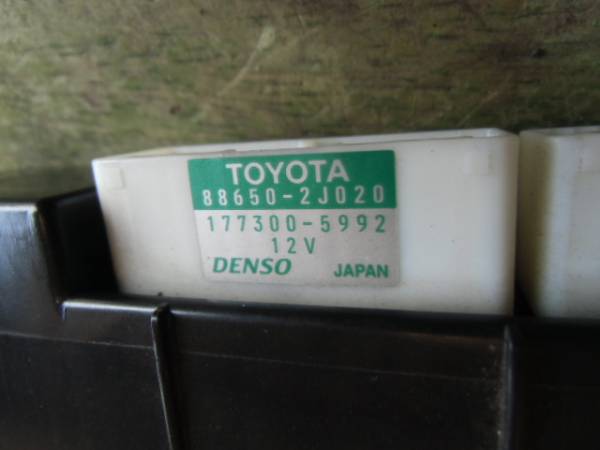 TOYOTA
88650-2J020
177300-5992
12V
DENSO JAPAN